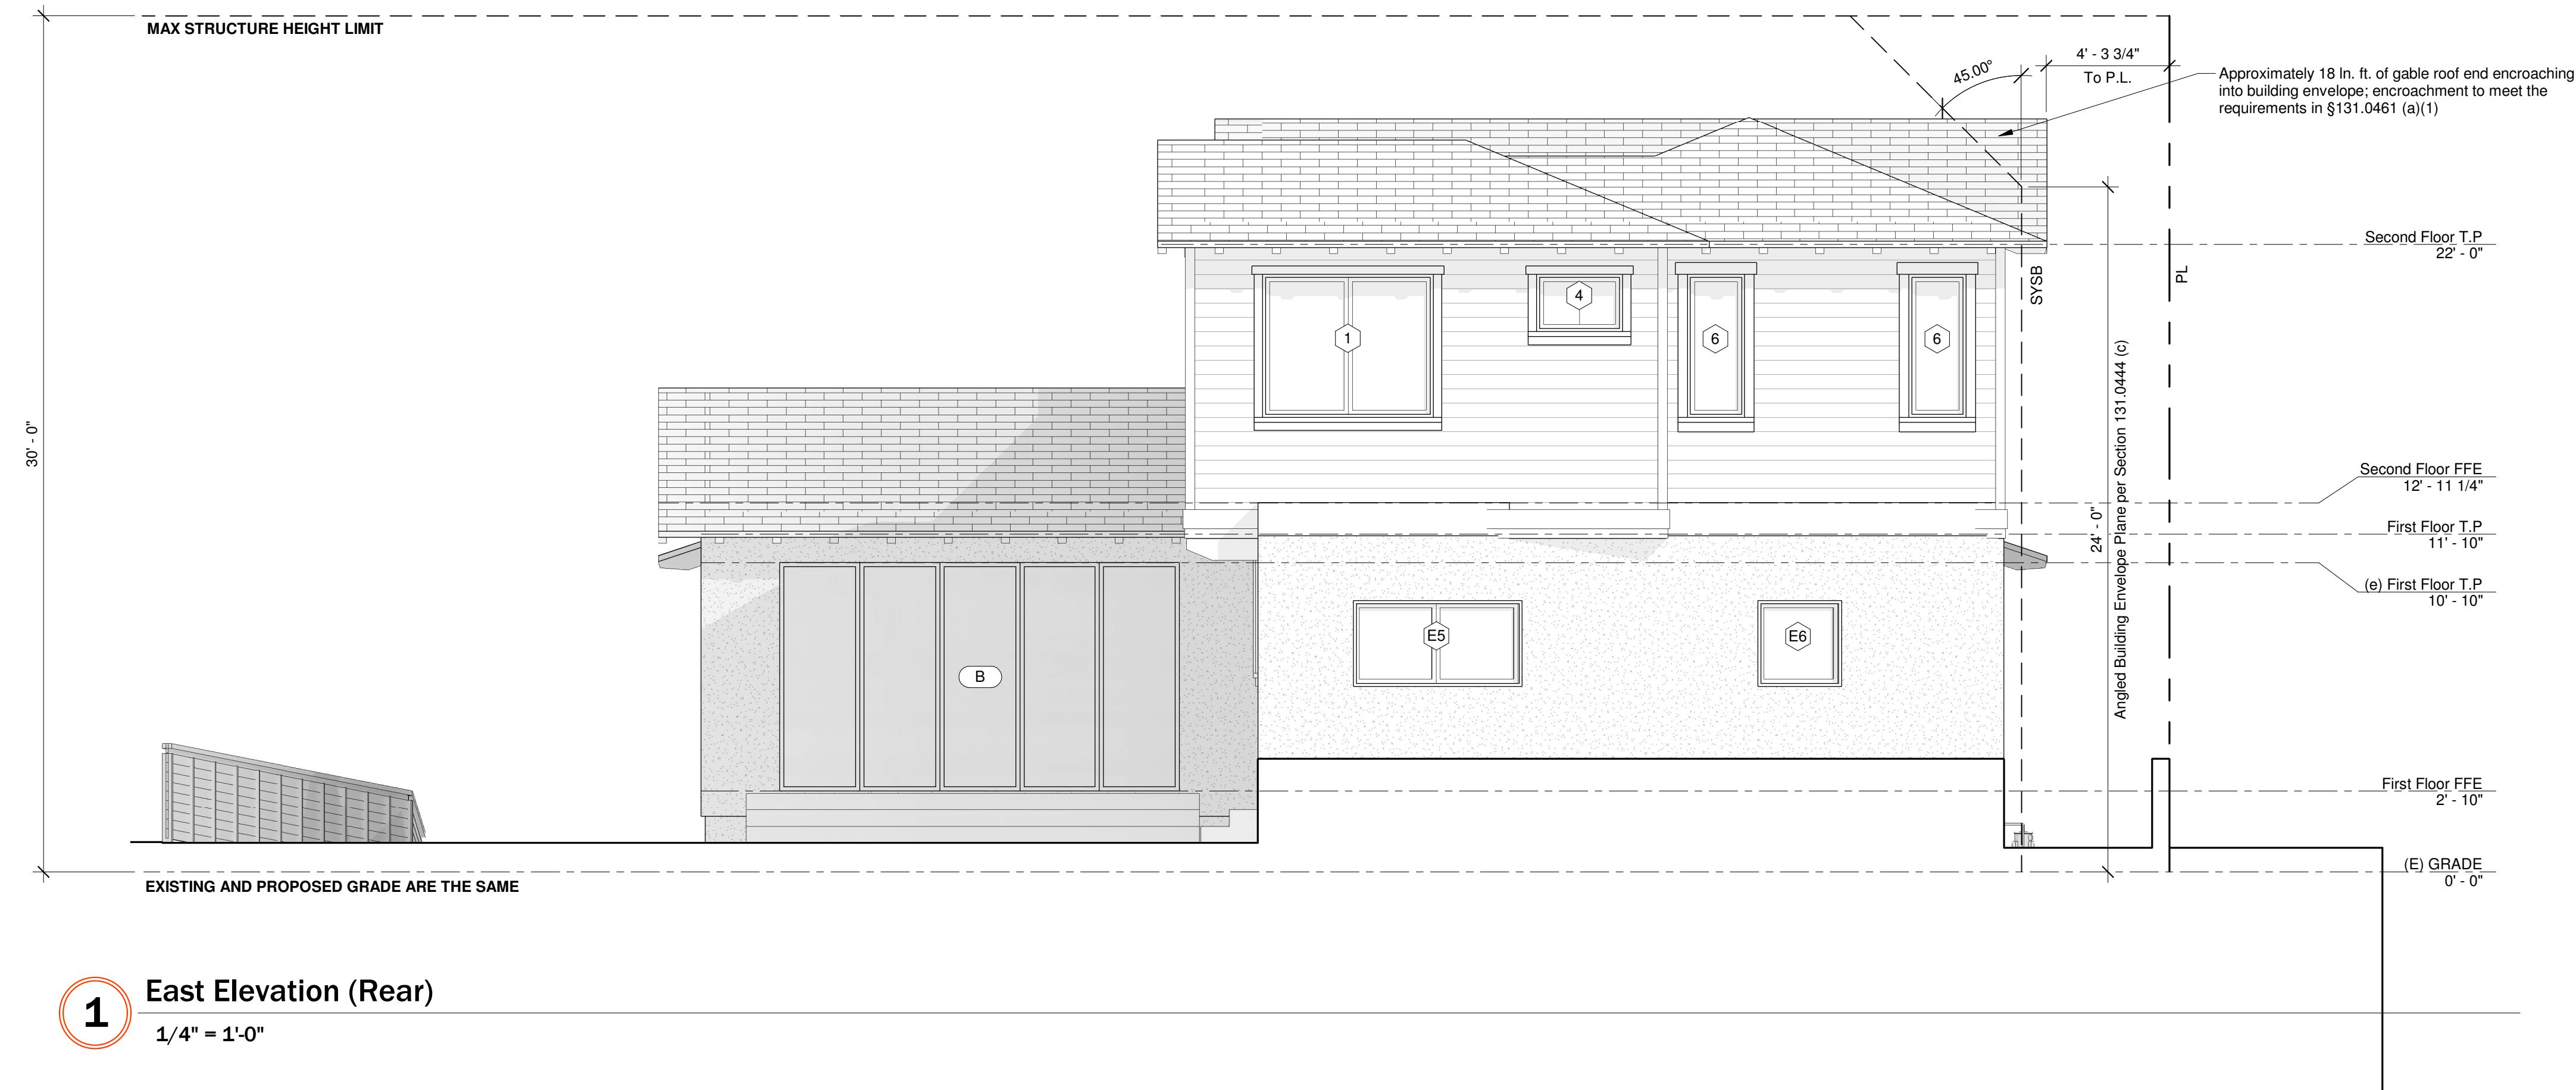 MAX STRUCTURE HEIGHT LIMIT
45.00°
4' - 3 3/4"
To P.L.
Approximately 18 ln. ft. of gable roof end encroaching
into building envelope; encroachment to meet the
requirements in §131.0461 (a)(1)
Second Floor T.P
22' - 0"
SYSB
PL
1
4
6
6
30' - 0"
Angled Building Envelope Plane per Section 131.0444 (c)
24' - 0"
Second Floor FFE
12' - 11 1/4"
First Floor T.P
11' - 10"
(e) First Floor T.P
10' - 10"
E5
E6
B
First Floor FFE
2' - 10"
(E) GRADE
0' - 0"
EXISTING AND PROPOSED GRADE ARE THE SAME
1
East Elevation (Rear)
1/4" = 1'-0"